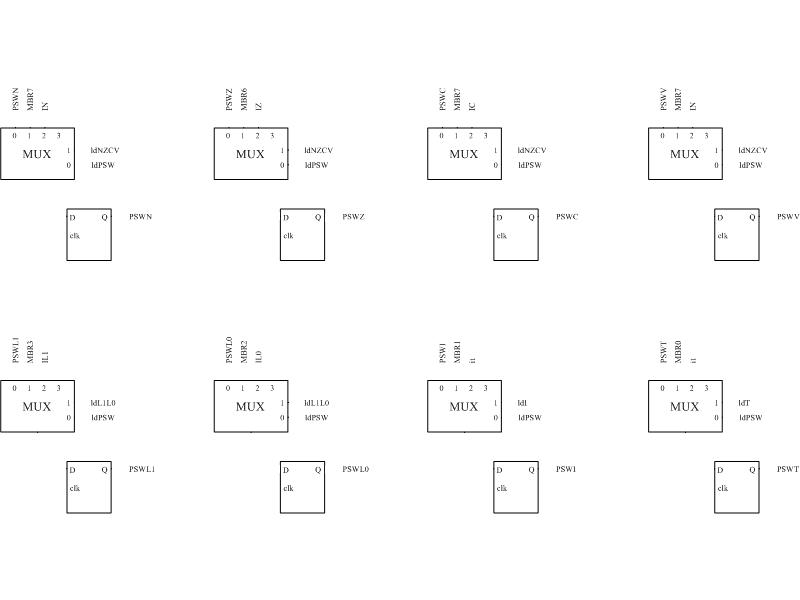 PSWN MBR7 IN
PSWZ MBR6 IZ
PSWC MBR7 IC
PSWV MBR7 IN
0 1 2 3
0 1 2 3
0 1 2 3
0 1 2 3
MUX 1 ldNZCV
MUX 1 ldNZCV
MUX 1 ldNZCV
MUX 1 ldNZCV
0 ldPSW
0 ldPSW
0 ldPSW
0 ldPSW
D Q PSWN
D Q PSWZ
D Q PSWC
D Q PSWV
clk
clk
clk
clk
PSWL1 MBR3 IL1
PSWL0 MBR2 IL0
PSWI MBR1 i1
PSWT MBR0 i1
0 1 2 3
0 1 2 3
0 1 2 3
0 1 2 3
MUX 1 ldL1L0
MUX 1 ldL1L0
MUX 1 ldI
MUX 1 ldT
0 ldPSW
0 ldPSW
0 ldPSW
0 ldPSW
D Q PSWL1
D Q PSWL0
D Q PSWI
D Q PSWT
clk
clk
clk
clk